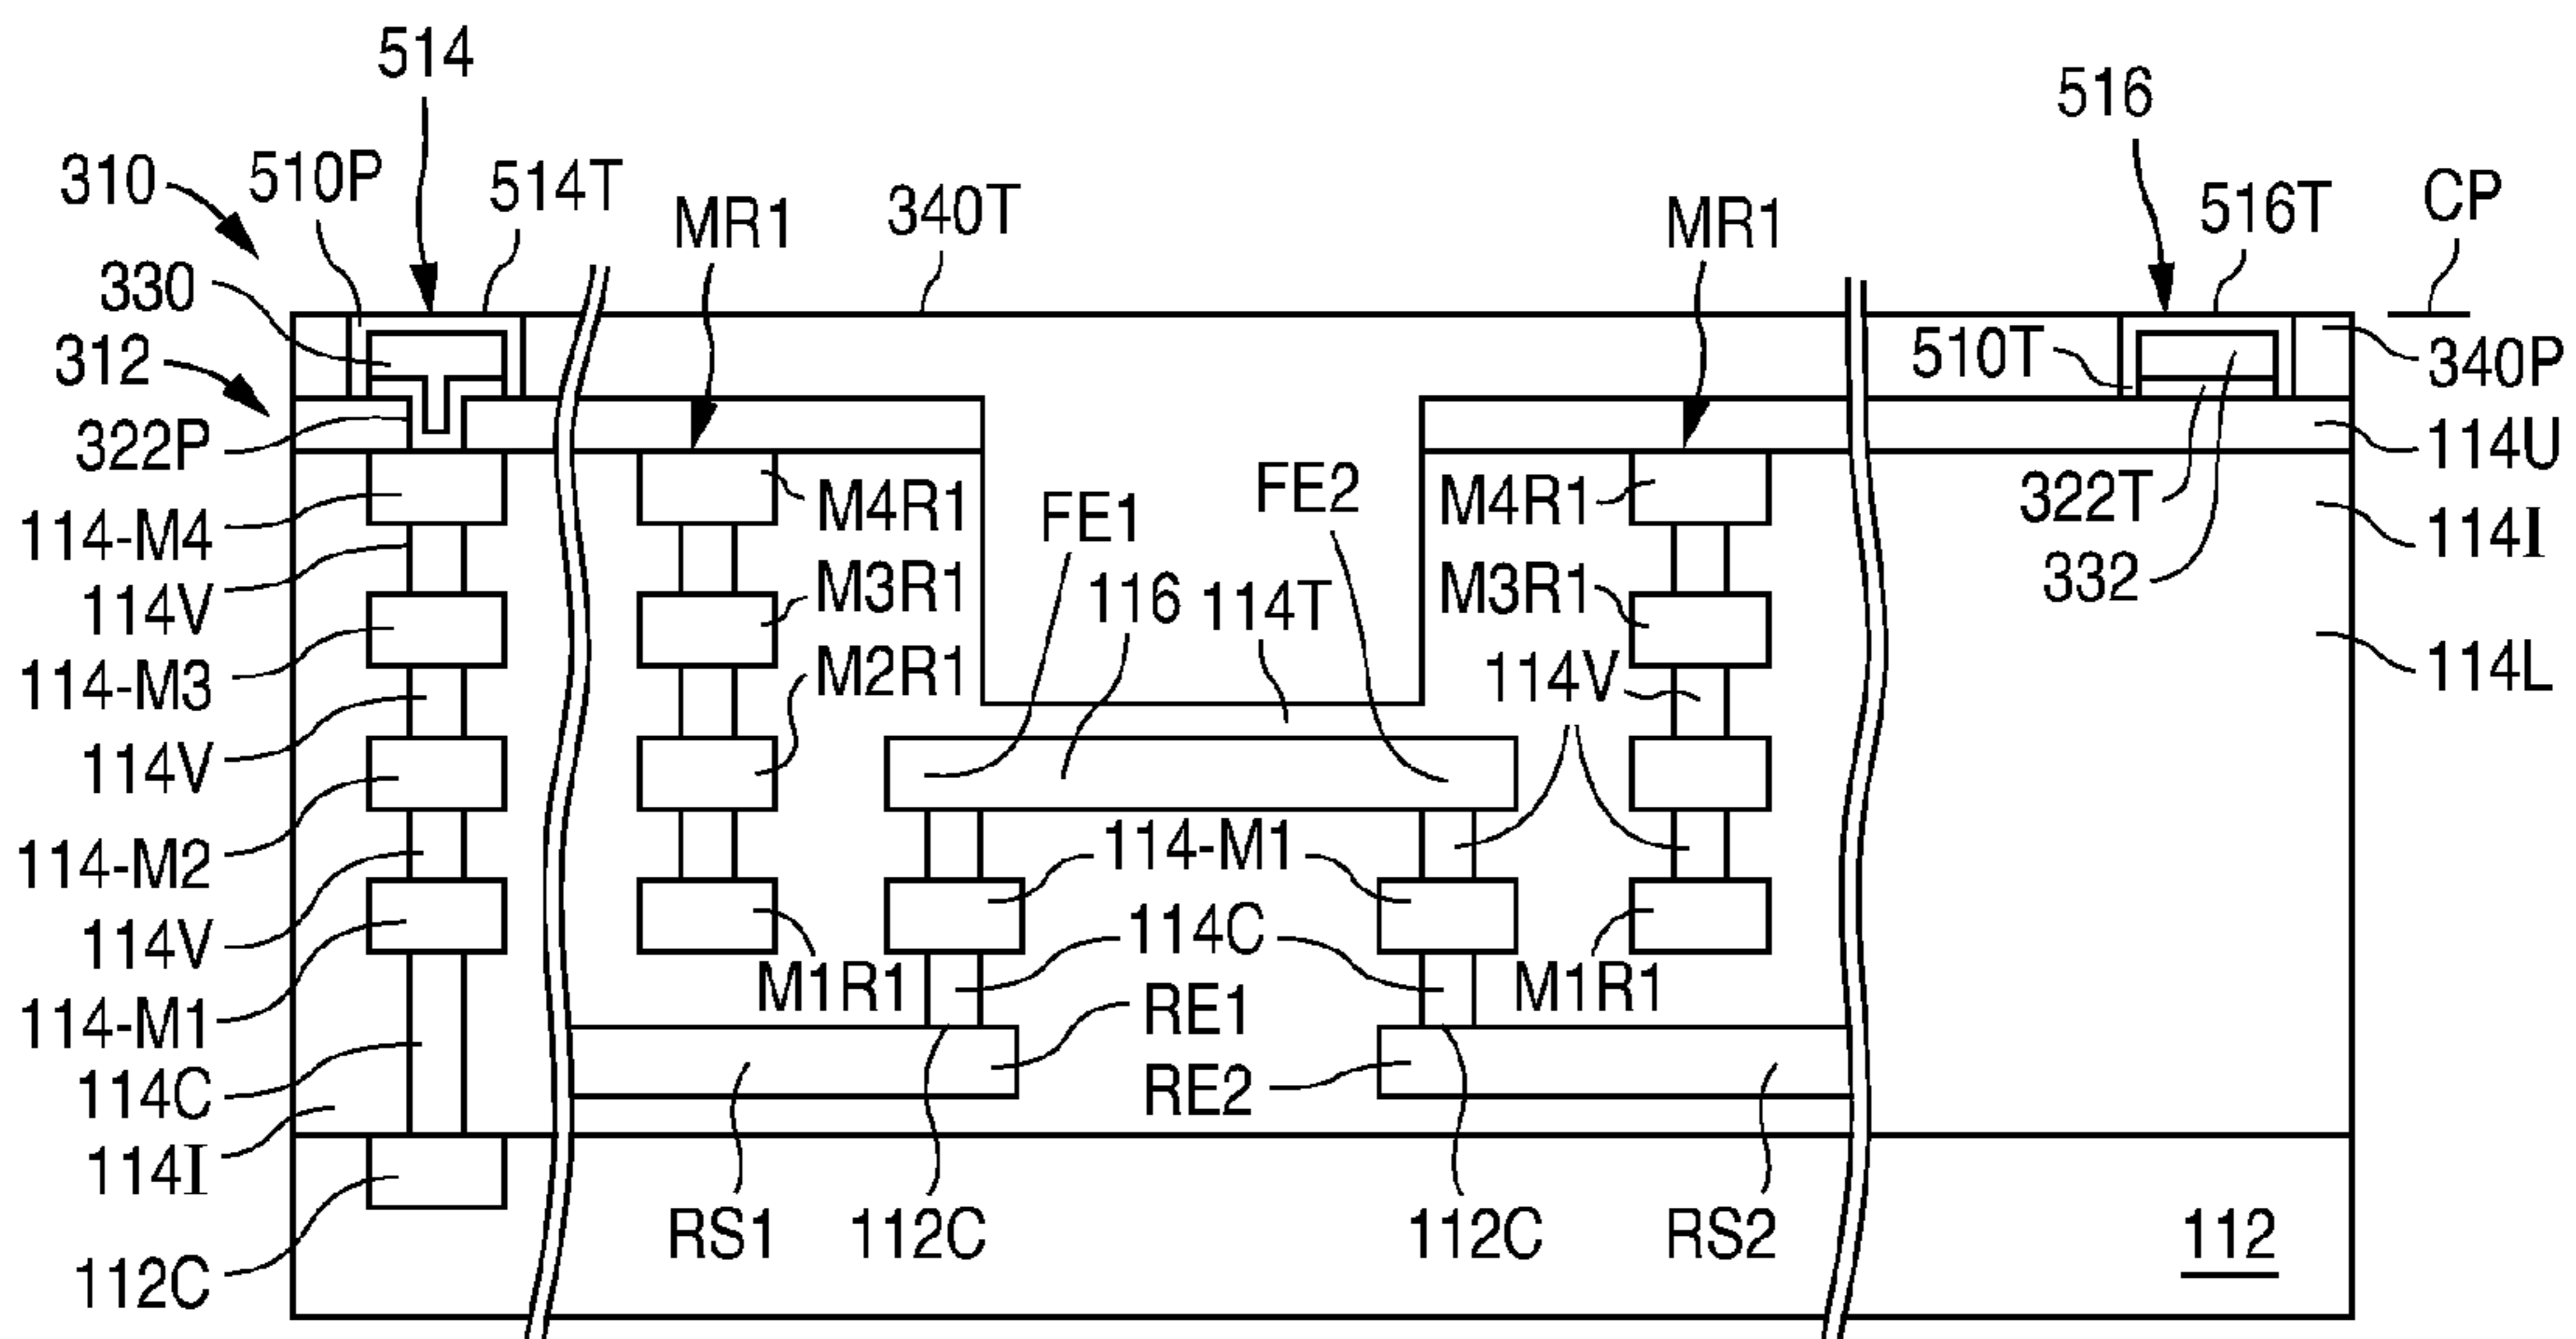 514
516
310
510P
514T
MR1
340T
MR1
516T
CP
330
312
510T
340P
322P
114U
114-M4
M4R1
FE1
FE2
M4R1
322T
114I
114V
M3R1
116
114T
M3R1
332
114-M3
M2R1
114V
114L
114V
114-M2
114-M1
114V
114C
M1R1
M1R1
114-M1
RE1
114C
RE2
114I
RS1
112C
112C
RS2
112
112C